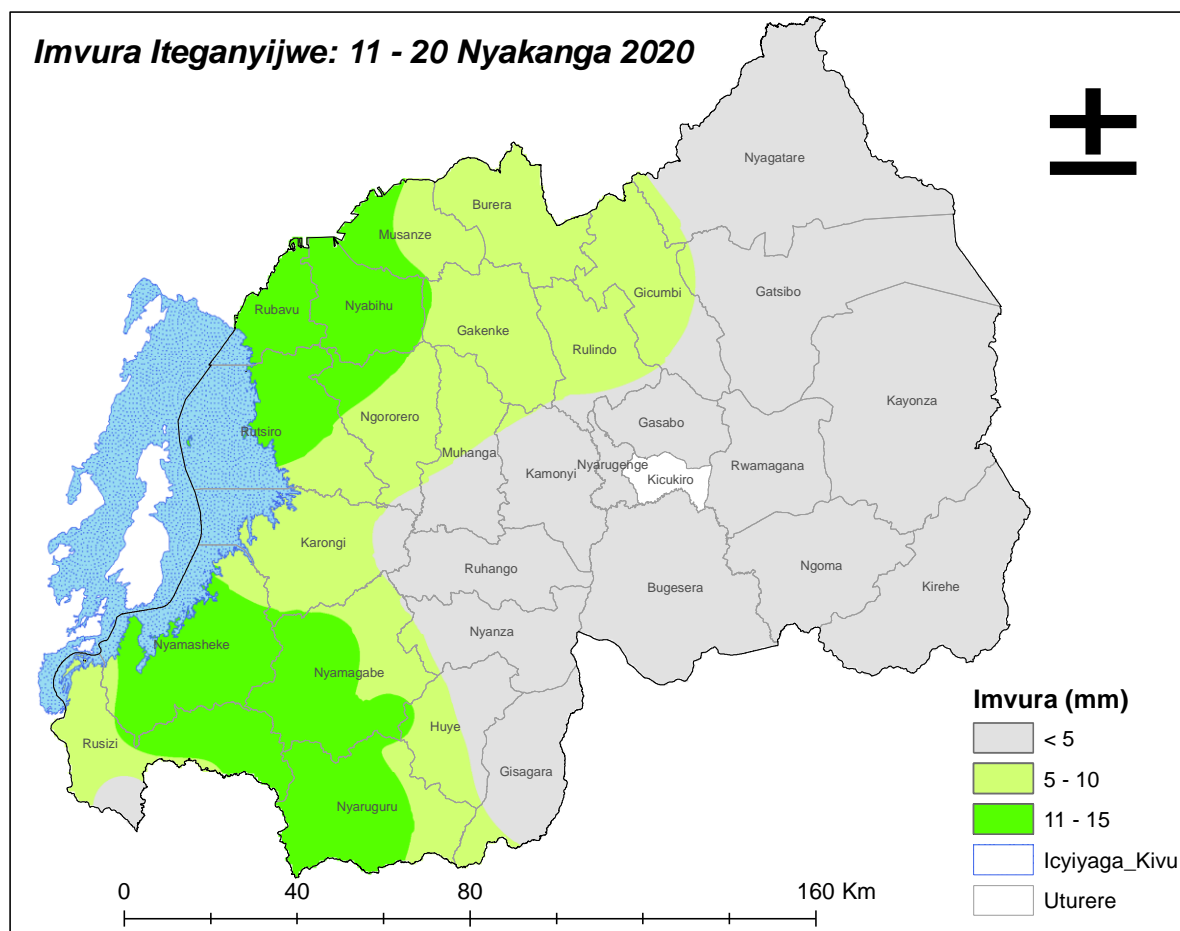 Imvura Iteganyijwe: 11 - 20 Nyakanga 2020
Nyagatare
Burera
Musanze
Gicumbi
Gatsibo
Rubavu
Nyabihu
Gakenke
Rulindo
Kayonza
Ngororero
Gasabo
Rutsiro
Muhanga
Nyarugenge
Rwamagana
Kamonyi
Kicukiro
Karongi
Ruhango
Ngoma
Bugesera
Kirehe
Nyanza
Nyamasheke
Nyamagabe
Huye
Rusizi
Gisagara
Nyaruguru
Imvura (mm)
< 5
5 - 10
11 - 15
Icyiyaga_Kivu
Uturere
0 40 80 160 Km